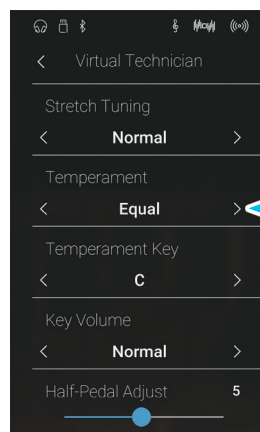 Virtual Technician
Stretch Tuning
Normal
Temperament
Equal
Temperament Key
C
Key Volume
Normal
Half-Pedal Adjust 5